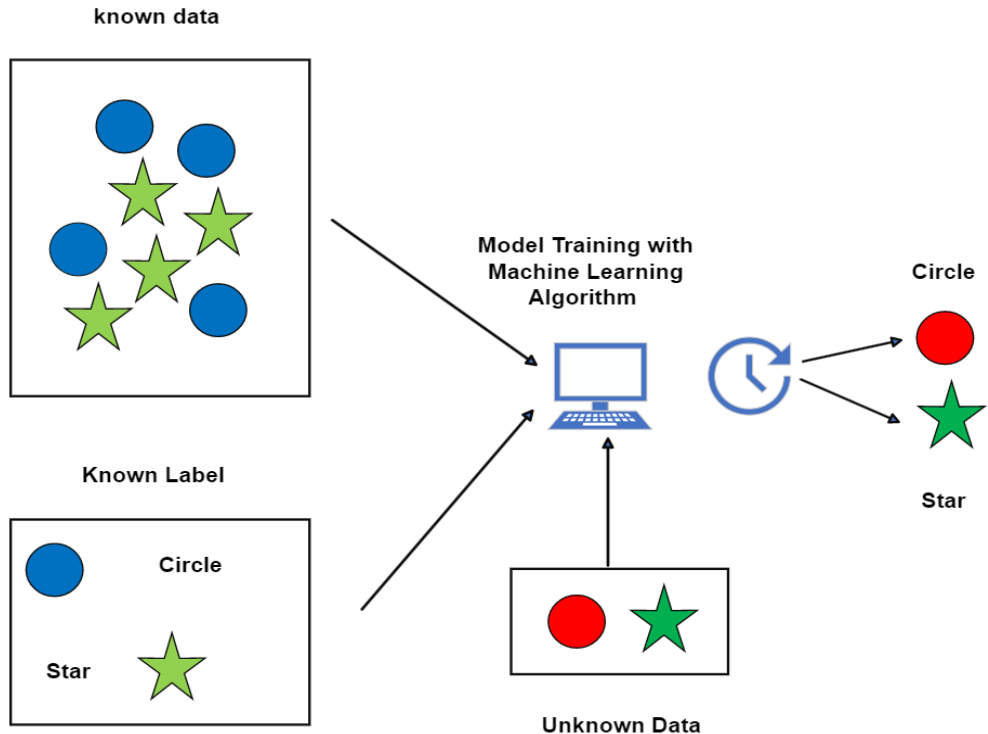 known data
Model Training with
Machine Learning
Algorithm
Circle
Star
Known Label
Circle
Star
Unknown Data